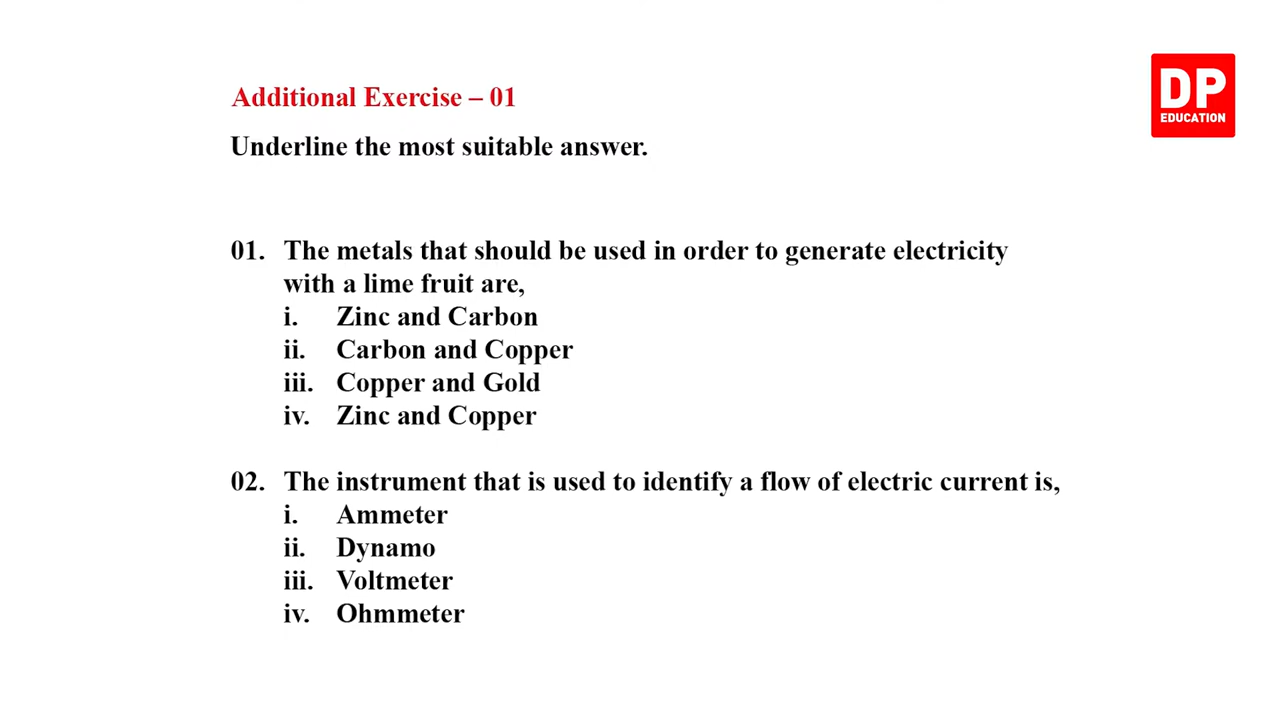 DP
EDUCATION
Additional Exercise – 01
Underline the most suitable answer.
01. The metals that should be used in order to generate electricity
with a lime fruit are,
i. Zinc and Carbon
ii. Carbon and Copper
iii. Copper and Gold
iv. Zinc and Copper
02. The instrument that is used to identify a flow of electric current is,
i. Ammeter
ii. Dynamo
iii. Voltmeter
iv. Ohmmeter